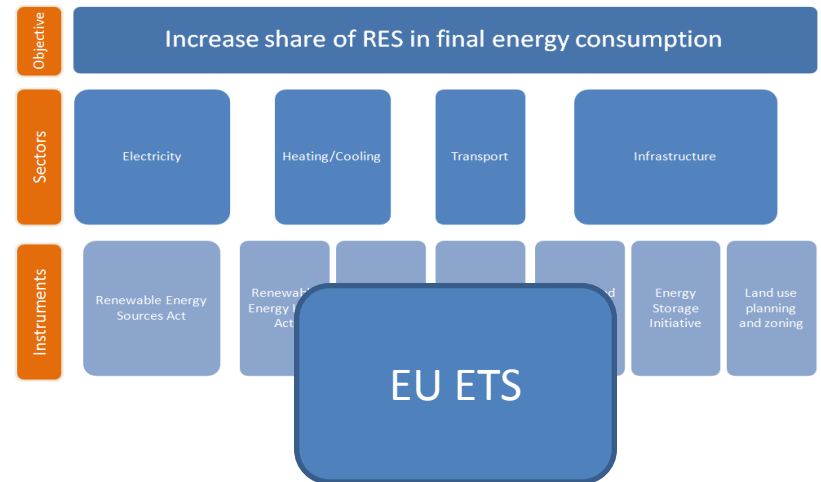 Objective
Increase share of RES in final energy consumption
Sectors
Electricity
Heating/Cooling
Transport
Infrastructure
Instruments
Renewable Energy
Sources Act
Energy
Act
Energy
Storage
Initiative
Land use
planning
and zoning
EU ETS